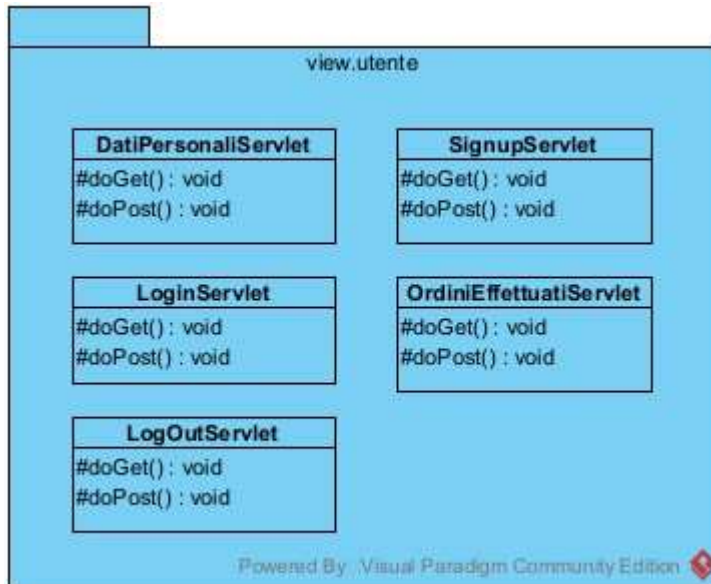 view.utente
DatiPersonaliServlet
#doGet() : void
#doPost() : void
SignupServlet
#doGet() : void
#doPost() : void
LoginServlet
#doGet() : void
#doPost() : void
OrdiniEffettuatiServlet
#doGet() : void
#doPost() : void
LogOutServlet
#doGet() : void
#doPost() : void
Powered By Visual Paradigm Community Edition